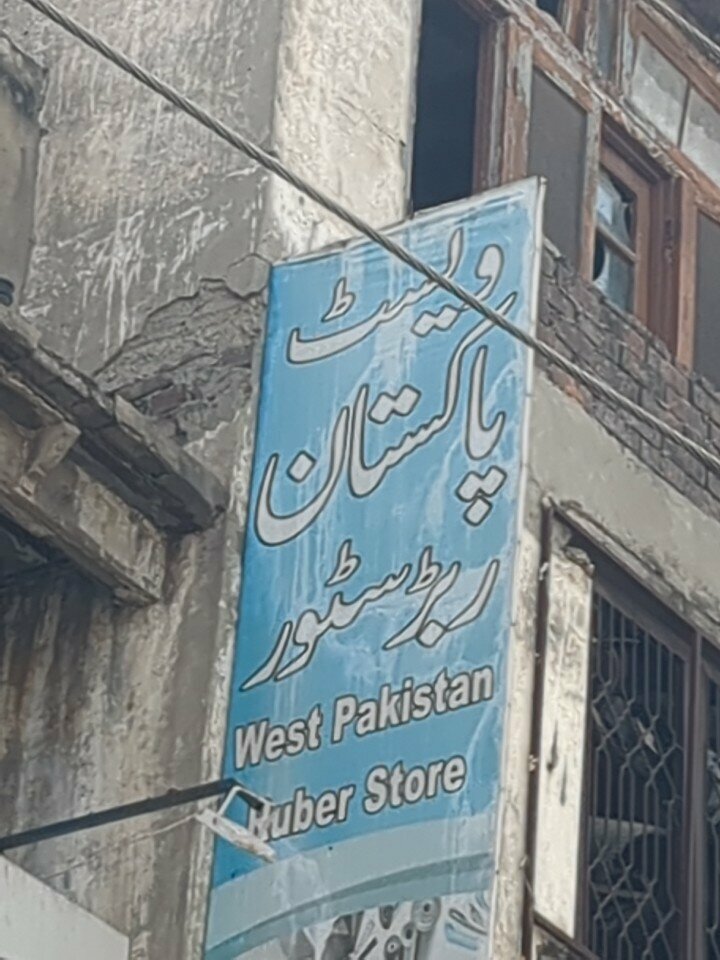 ویسٹ
پاکستان
ربڑ سٹور
West Pakistan
Ruber Store